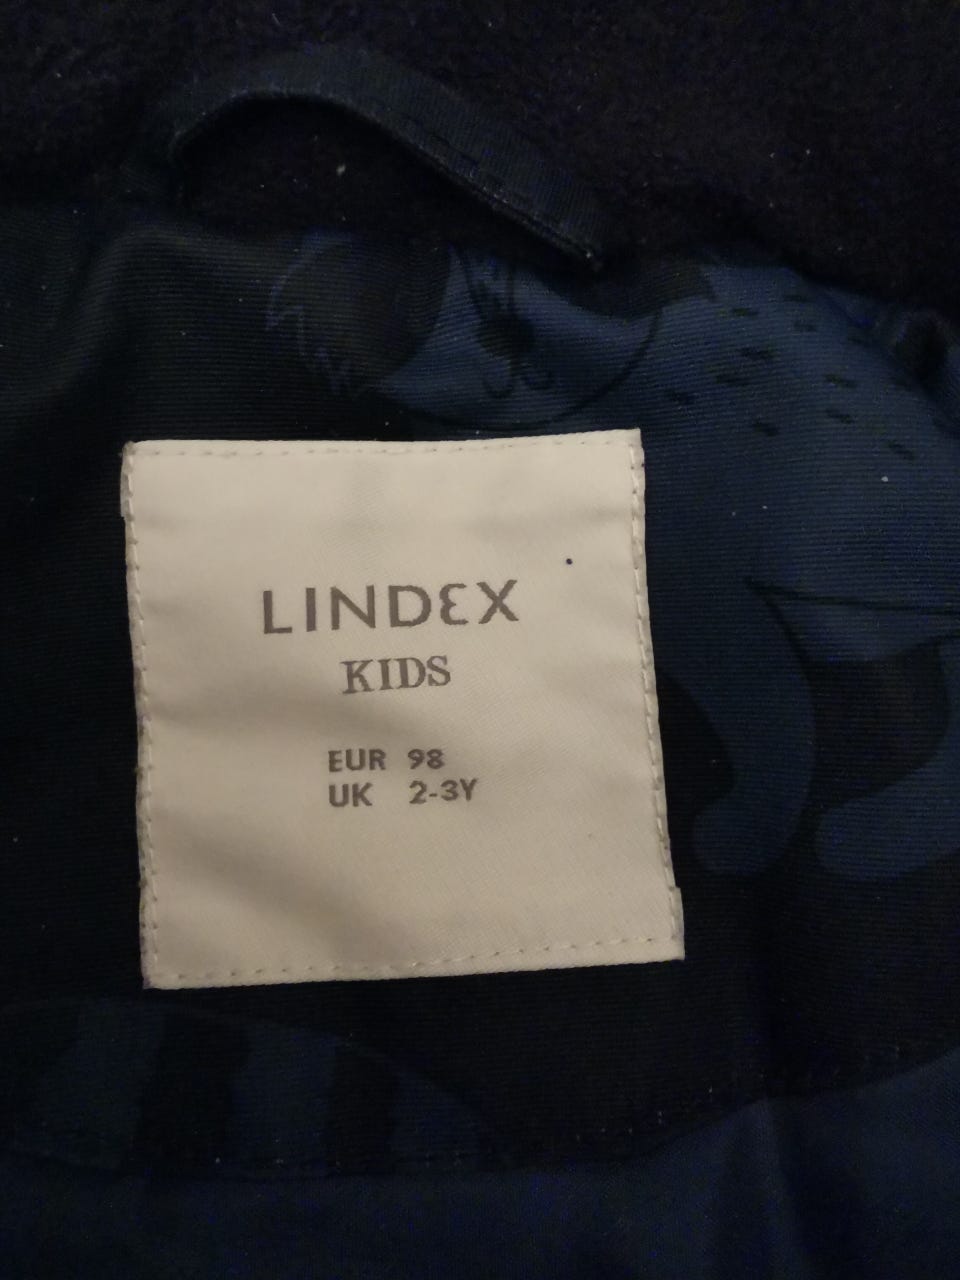 LINDEX
KIDS
EUR 98
UK 2-3Y